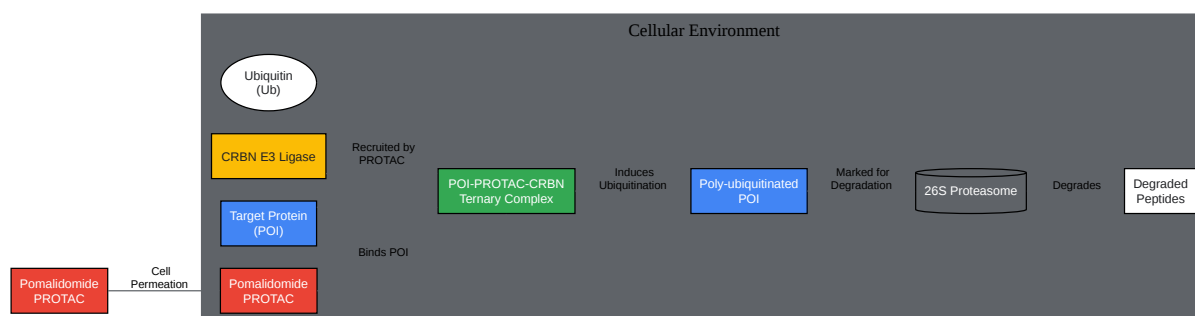 Cellular Environment
Ubiquitin
(Ub)
CRBN E3 Ligase
Recruited by
PROTAC
POI-PROTAC-CRBN
Ternary Complex
Induces
Ubiquitination
Poly-ubiquitinated
POI
Marked for
Degradation
26S Proteasome
Degrades
Degraded
Peptides
Target Protein
(POI)
Binds POI
Pomalidomide
PROTAC
Cell
Permeation
Pomalidomide
PROTAC